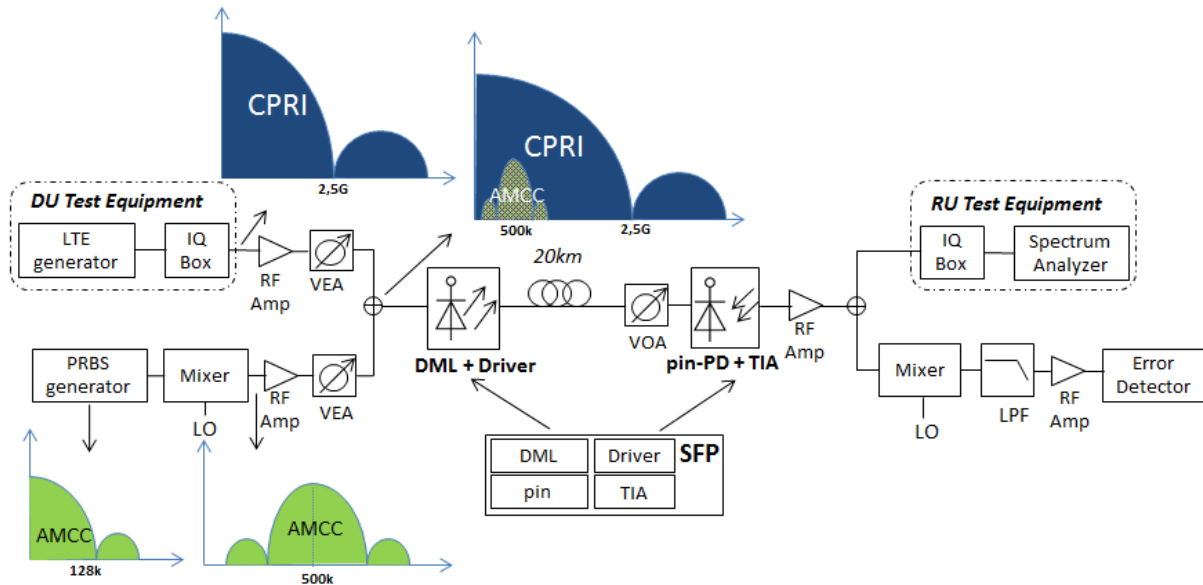 CPRI
2,5G
CPRI
AMCC
500k
2,5G
DU Test Equipment
LTE
generator
IQ
Box
RF
Amp
VEA
20km
RU Test Equipment
IQ
Box
Spectrum
Analyzer
DML + Driver
VOA
pin-PD + TIA
RF
Amp
PRBS
generator
Mixer
LO
RF
Amp
VEA
Mixer
LO
LPF
RF
Amp
Error
Detector
DML
Driver
SFP
pin
TIA
AMCC
128k
AMCC
500k